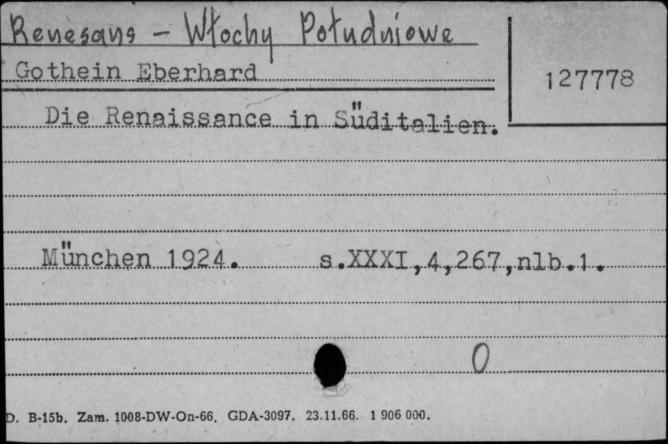 Renesans - Włochy Południowe
Gothein Eberhard
127778
Die Renaissance in Süditalien.
München 1924. s.XXXI,4,267,nlb.1.
0
D. B-15b. Zam. 1008-DW-On-66. GDA-3097. 23.11.66. 1 906 000.